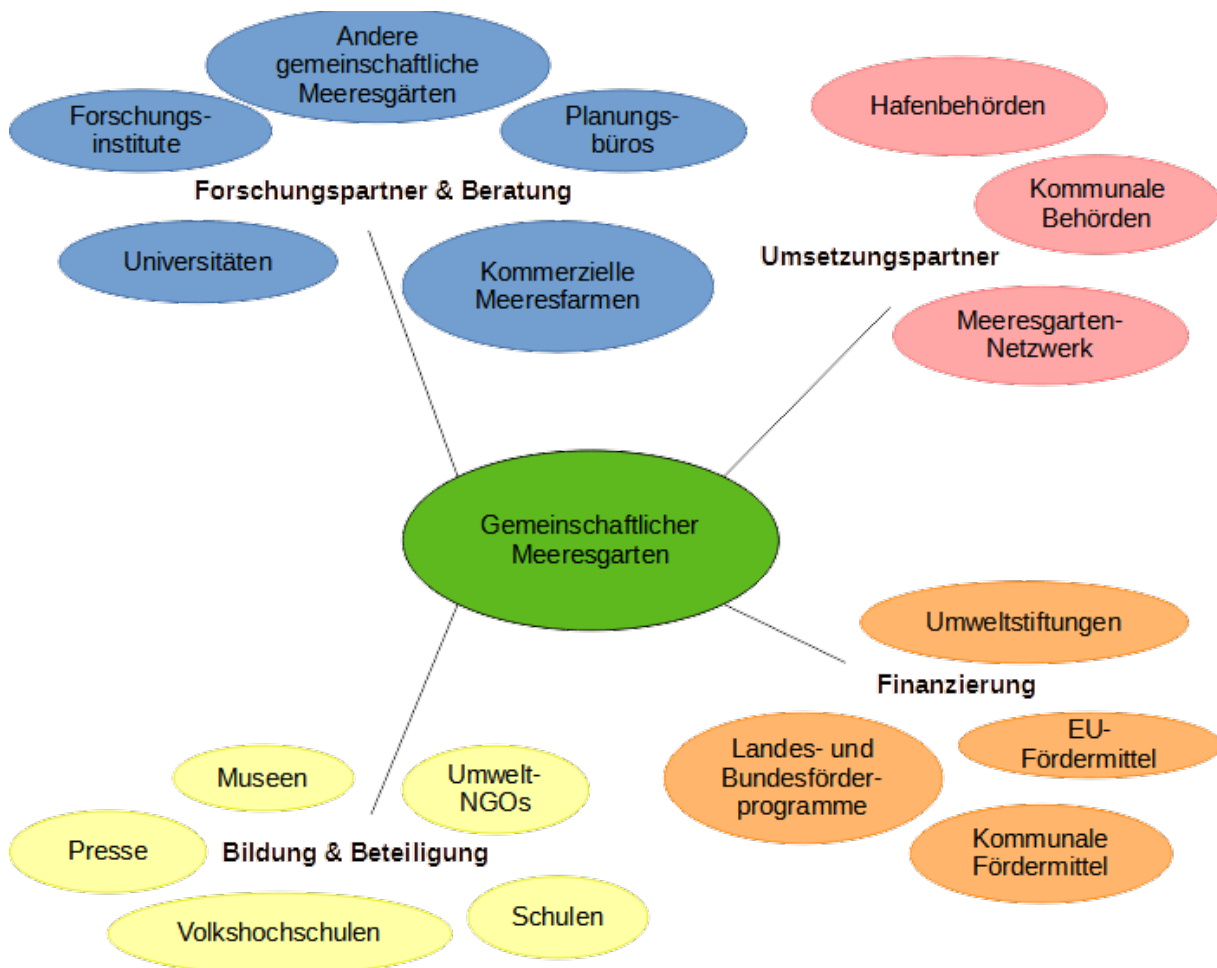 Andere
gemeinschaftliche
Meeresgärten
Forschungs-
institute
Planungs-
büros
Forschungspartner & Beratung
Universitäten
Kommerzielle
Meeresfarmen
Hafenbehörden
Kommunale
Behörden
Umsetzungspartner
Meeresgarten-
Netzwerk
Gemeinschaftlicher
Meeresgarten
Umweltstiftungen
Finanzierung
Landes- und
Bundesförder-
programme
EU-
Fördermittel
Kommunale
Fördermittel
Museen
Umwelt-
NGOs
Presse
Bildung & Beteiligung
Volkshochschulen
Schulen